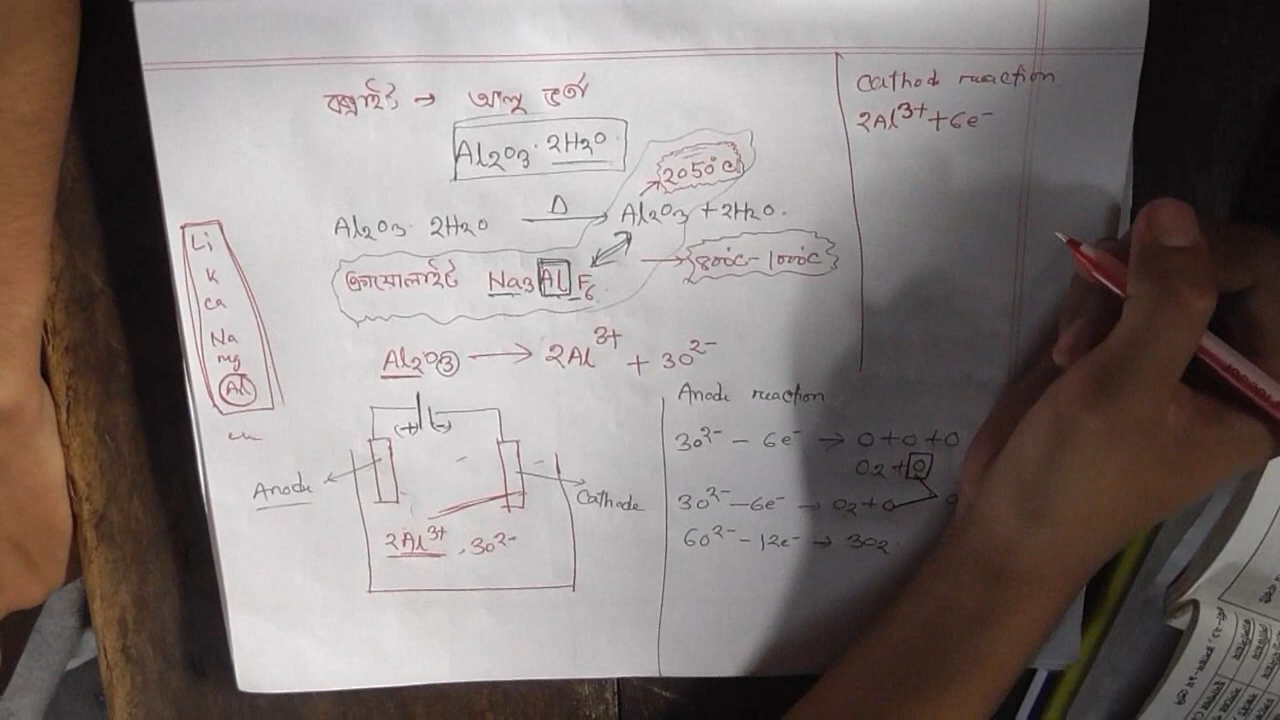 বক্সাইট →
Al2O3. 2H2O
2050°C
Al2O3. 2H2O Δ→ Al2O3 + 2H2O.
800°C - 1000°C
Na3AlF6
Al2O3 → 2Al³⁺ + 3O²⁻
Li
K
Ca
Na
mg
Al
(+) (-)
Anode
Cathode
2Al³⁺, 3O²⁻
Cathod reaction
2Al³⁺ + 6e⁻
Anode reaction
3O²⁻ - 6e⁻ → O+O+O
O2 + O
3O²⁻ - 6e⁻ → O2 + O
6O²⁻ - 12e⁻ → 3O2